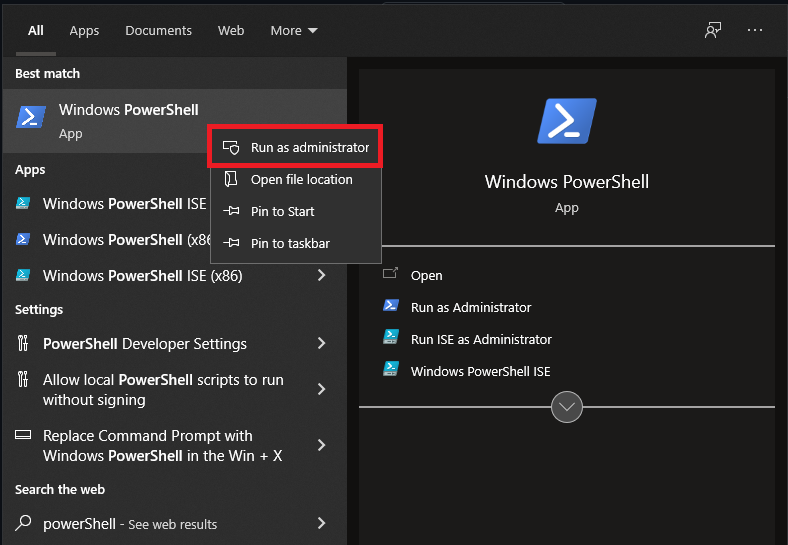 All Apps Documents Web More
Best match
Windows PowerShell
App
Run as administrator
Open file location
Pin to Start
Pin to taskbar
Apps
Windows PowerShell ISE
Windows PowerShell (x86
Windows PowerShell ISE (x86)
Settings
PowerShell Developer Settings
Allow local PowerShell scripts to run
without signing
Replace Command Prompt with
Windows PowerShell in the Win + X
Search the web
powerShell - See web results
Windows PowerShell
App
Open
Run as Administrator
Run ISE as Administrator
Windows PowerShell ISE